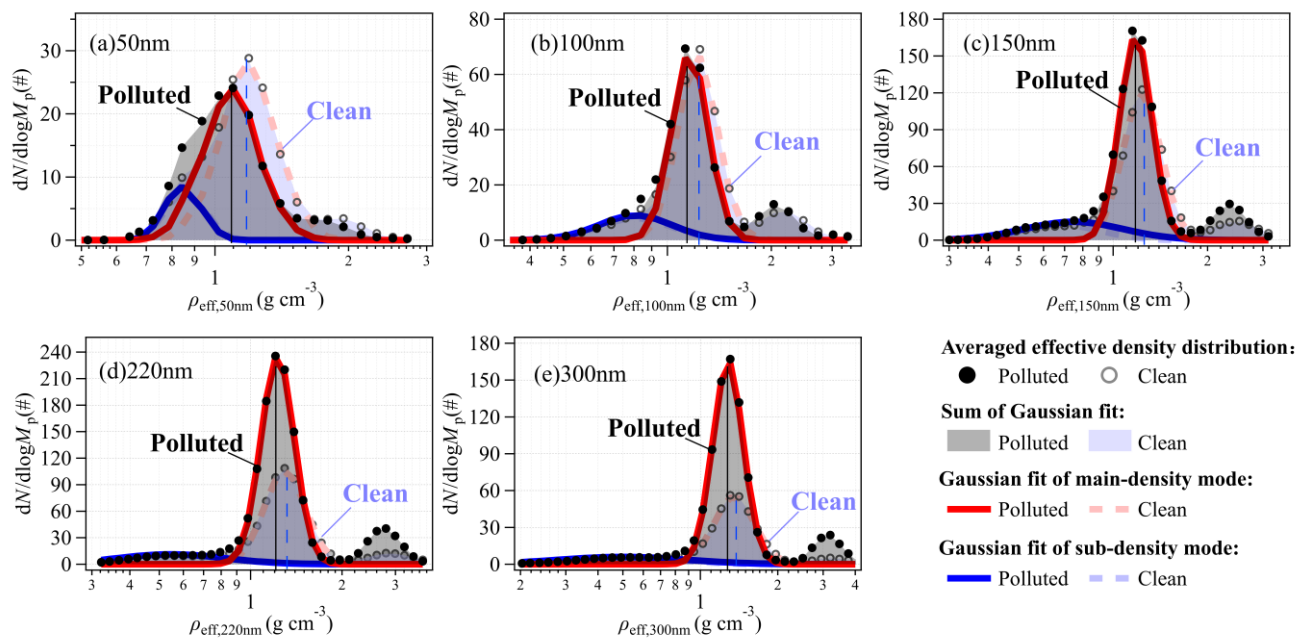 (a)50nm
dN/dlogMp(#)
30
20
10
0
Polluted
Clean
5 6 7 8 9 1 2 3
ρeff,50nm (g cm⁻³)
(b)100nm
dN/dlogMp(#)
80
60
40
20
0
Polluted
Clean
4 5 6 7 8 9 1 2 3
ρeff,100nm (g cm⁻³)
(c)150nm
dN/dlogMp(#)
180
150
120
90
60
30
0
Polluted
Clean
3 4 5 6 7 8 9 1 2 3
ρeff,150nm (g cm⁻³)
(d)220nm
dN/dlogMp(#)
240
210
180
150
120
90
60
30
0
Polluted
Clean
3 4 5 6 7 8 9 1 2 3
ρeff,220nm (g cm⁻³)
(e)300nm
dN/dlogMp(#)
180
150
120
90
60
30
0
Polluted
Clean
2 3 4 5 6 7 8 9 1 2 3 4
ρeff,300nm (g cm⁻³)
Averaged effective density distribution:
Polluted Clean
Sum of Gaussian fit:
Polluted Clean
Gaussian fit of main-density mode:
Polluted Clean
Gaussian fit of sub-density mode:
Polluted Clean